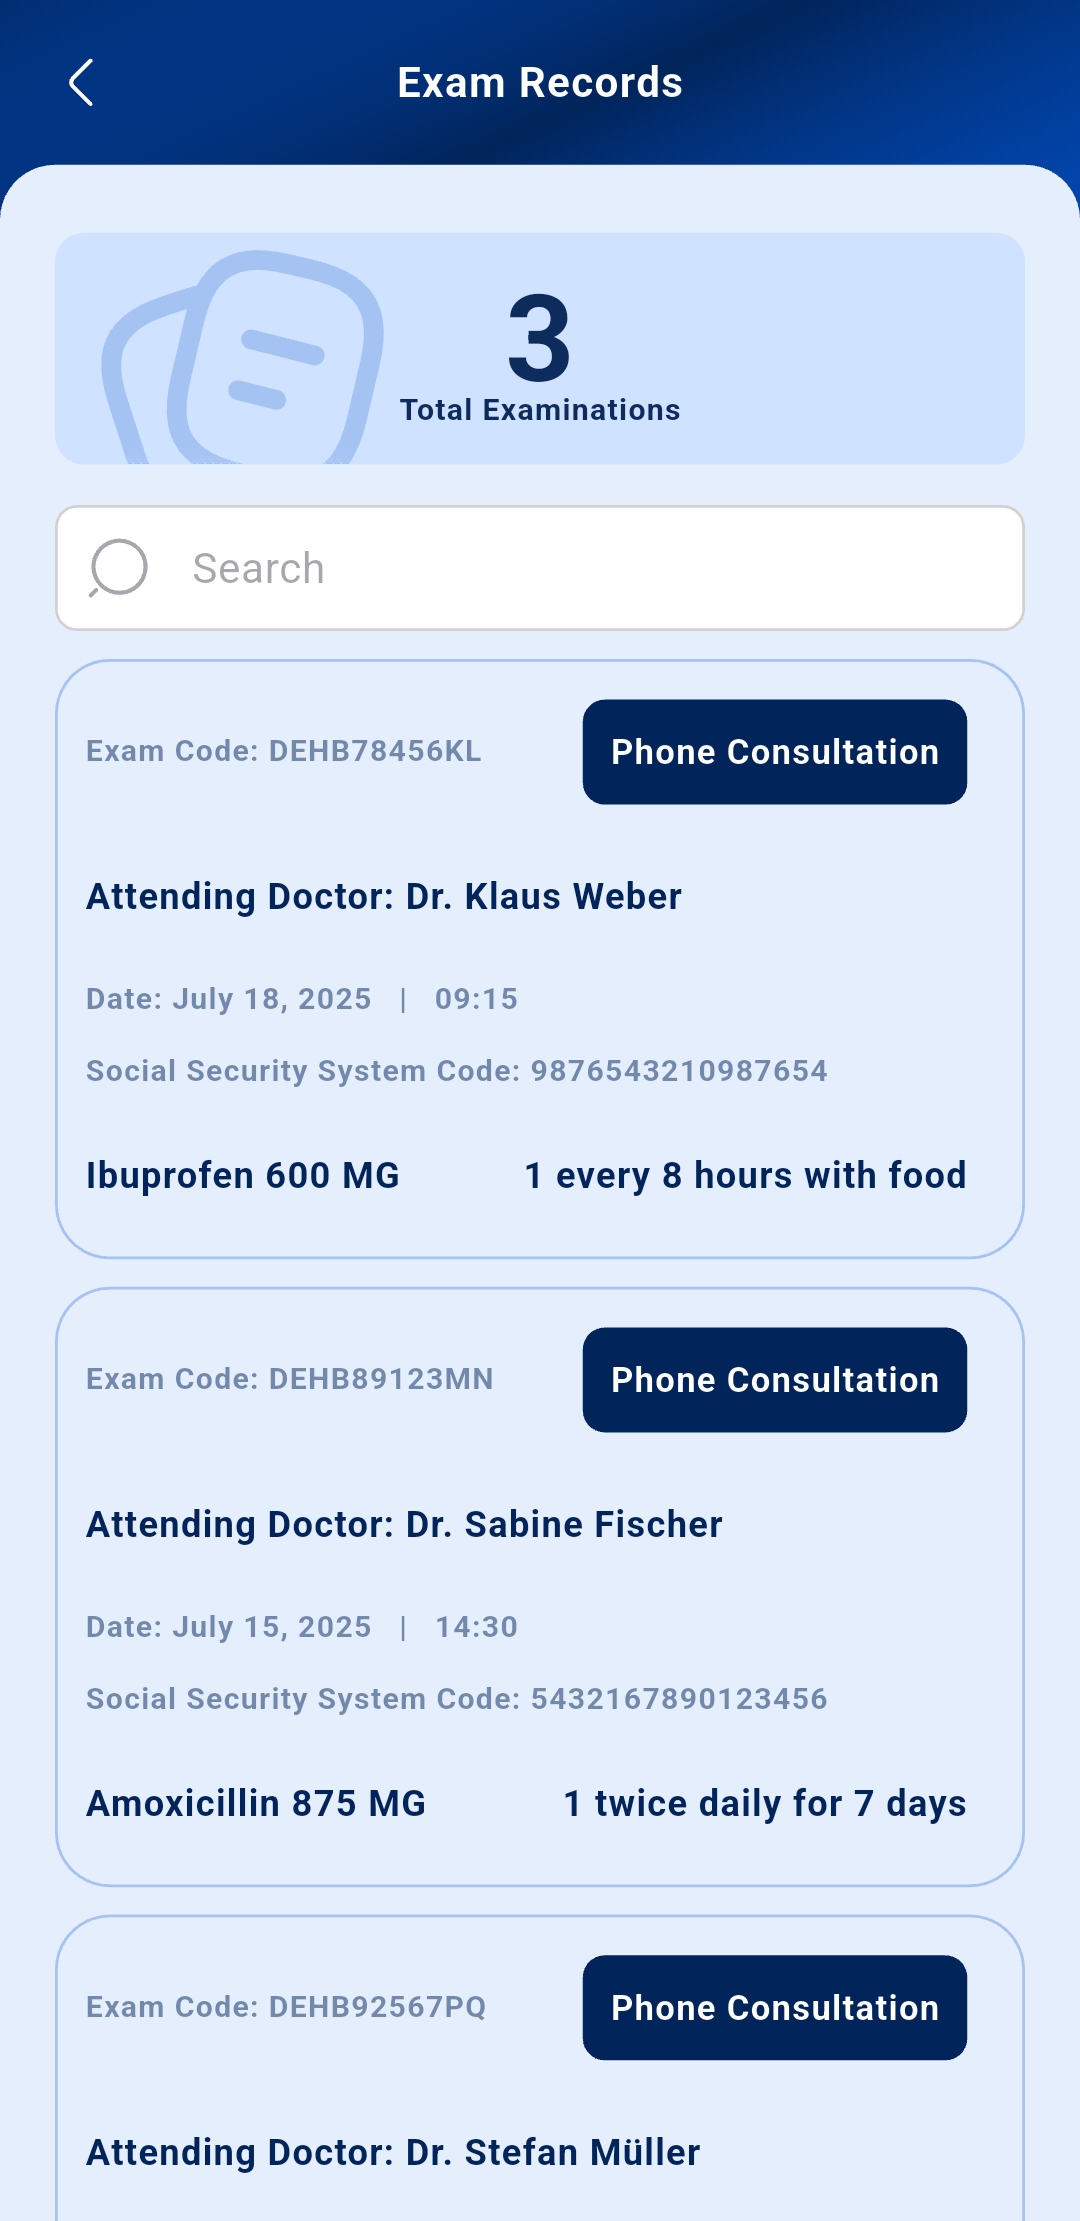 Exam Records
3
Total Examinations
Search
Exam Code: DEHB78456KL
Phone Consultation
Attending Doctor: Dr. Klaus Weber
Date: July 18, 2025 | 09:15
Social Security System Code: 9876543210987654
Ibuprofen 600 MG 1 every 8 hours with food
Exam Code: DEHB89123MN
Phone Consultation
Attending Doctor: Dr. Sabine Fischer
Date: July 15, 2025 | 14:30
Social Security System Code: 5432167890123456
Amoxicillin 875 MG 1 twice daily for 7 days
Exam Code: DEHB92567PQ
Phone Consultation
Attending Doctor: Dr. Stefan Müller